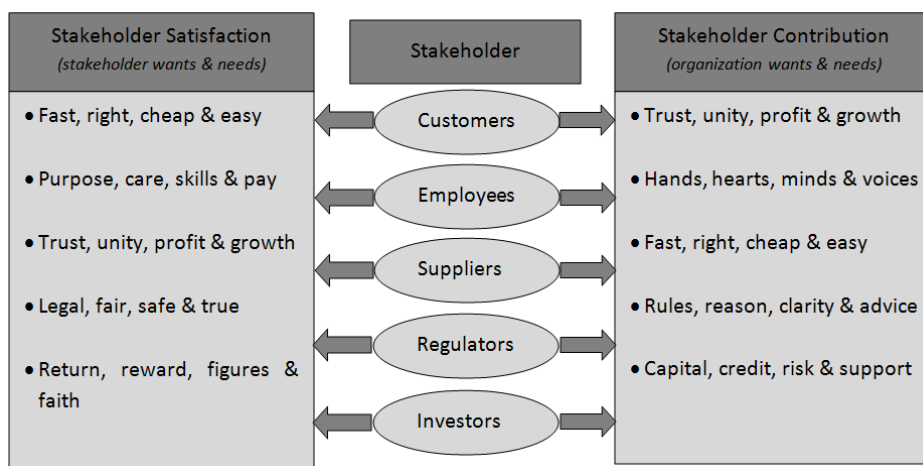 Stakeholder Satisfaction
(stakeholder wants & needs)
• Fast, right, cheap & easy
• Purpose, care, skills & pay
• Trust, unity, profit & growth
• Legal, fair, safe & true
• Return, reward, figures &
faith
Stakeholder
Customers
Employees
Suppliers
Regulators
Investors
Stakeholder Contribution
(organization wants & needs)
• Trust, unity, profit & growth
• Hands, hearts, minds & voices
• Fast, right, cheap & easy
• Rules, reason, clarity & advice
• Capital, credit, risk & support